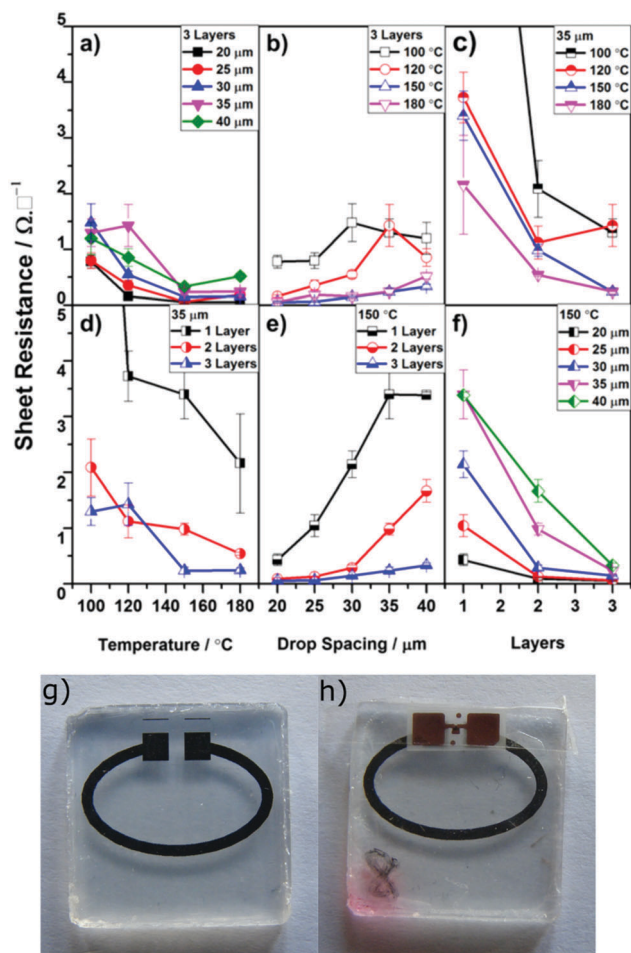 Sheet Resistance / Ω.□⁻¹
a)
3 Layers
20 μm
25 μm
30 μm
35 μm
40 μm
b)
3 Layers
100 °C
120 °C
150 °C
180 °C
c)
35 μm
100 °C
120 °C
150 °C
180 °C
5
4
3
2
1
0
d)
35 μm
1 Layer
2 Layers
3 Layers
e)
150 °C
1 Layer
2 Layers
3 Layers
f)
150 °C
20 μm
25 μm
30 μm
35 μm
40 μm
5
4
3
2
1
0
100 120 140 160 180
20 25 30 35 40
1 2 3
Temperature / °C
Drop Spacing / μm
Layers
g)
h)